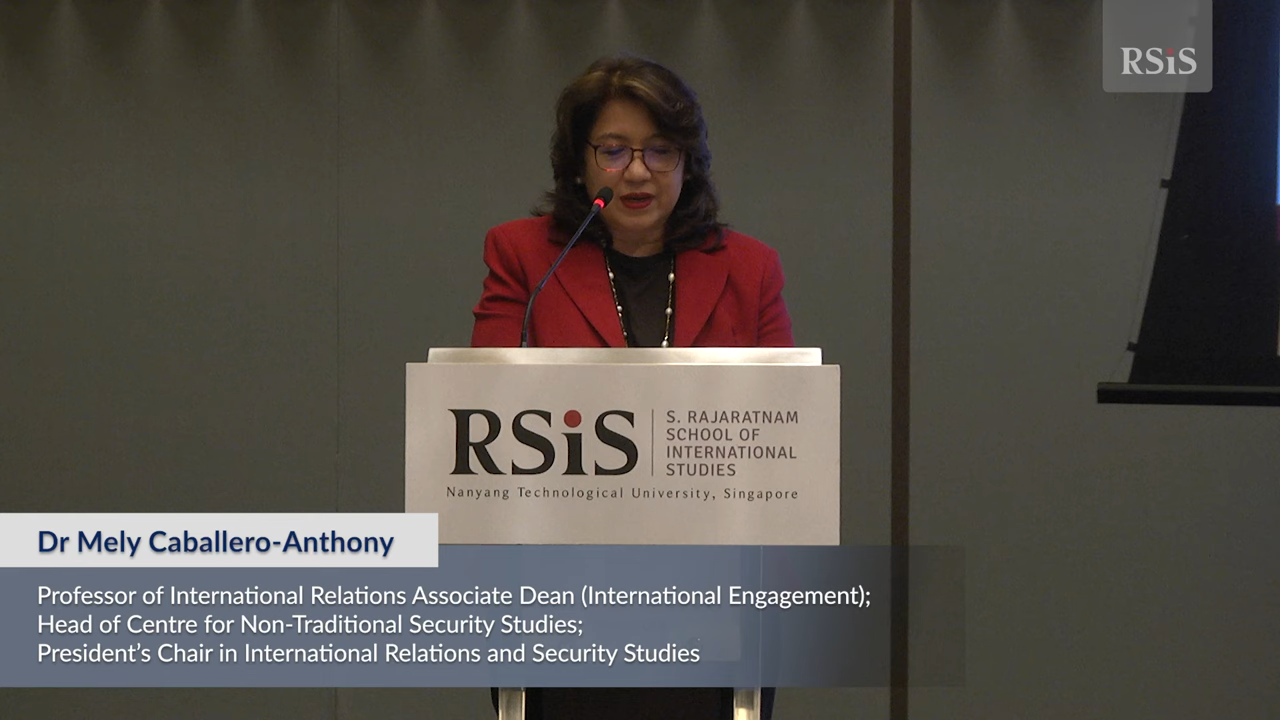 RSiS
RSiS
S. RAJARATNAM
SCHOOL OF
INTERNATIONAL
STUDIES
Nanyang Technological University, Singapore
Dr Mely Caballero-Anthony
Professor of International Relations Associate Dean (International Engagement);
Head of Centre for Non-Traditional Security Studies;
President's Chair in International Relations and Security Studies